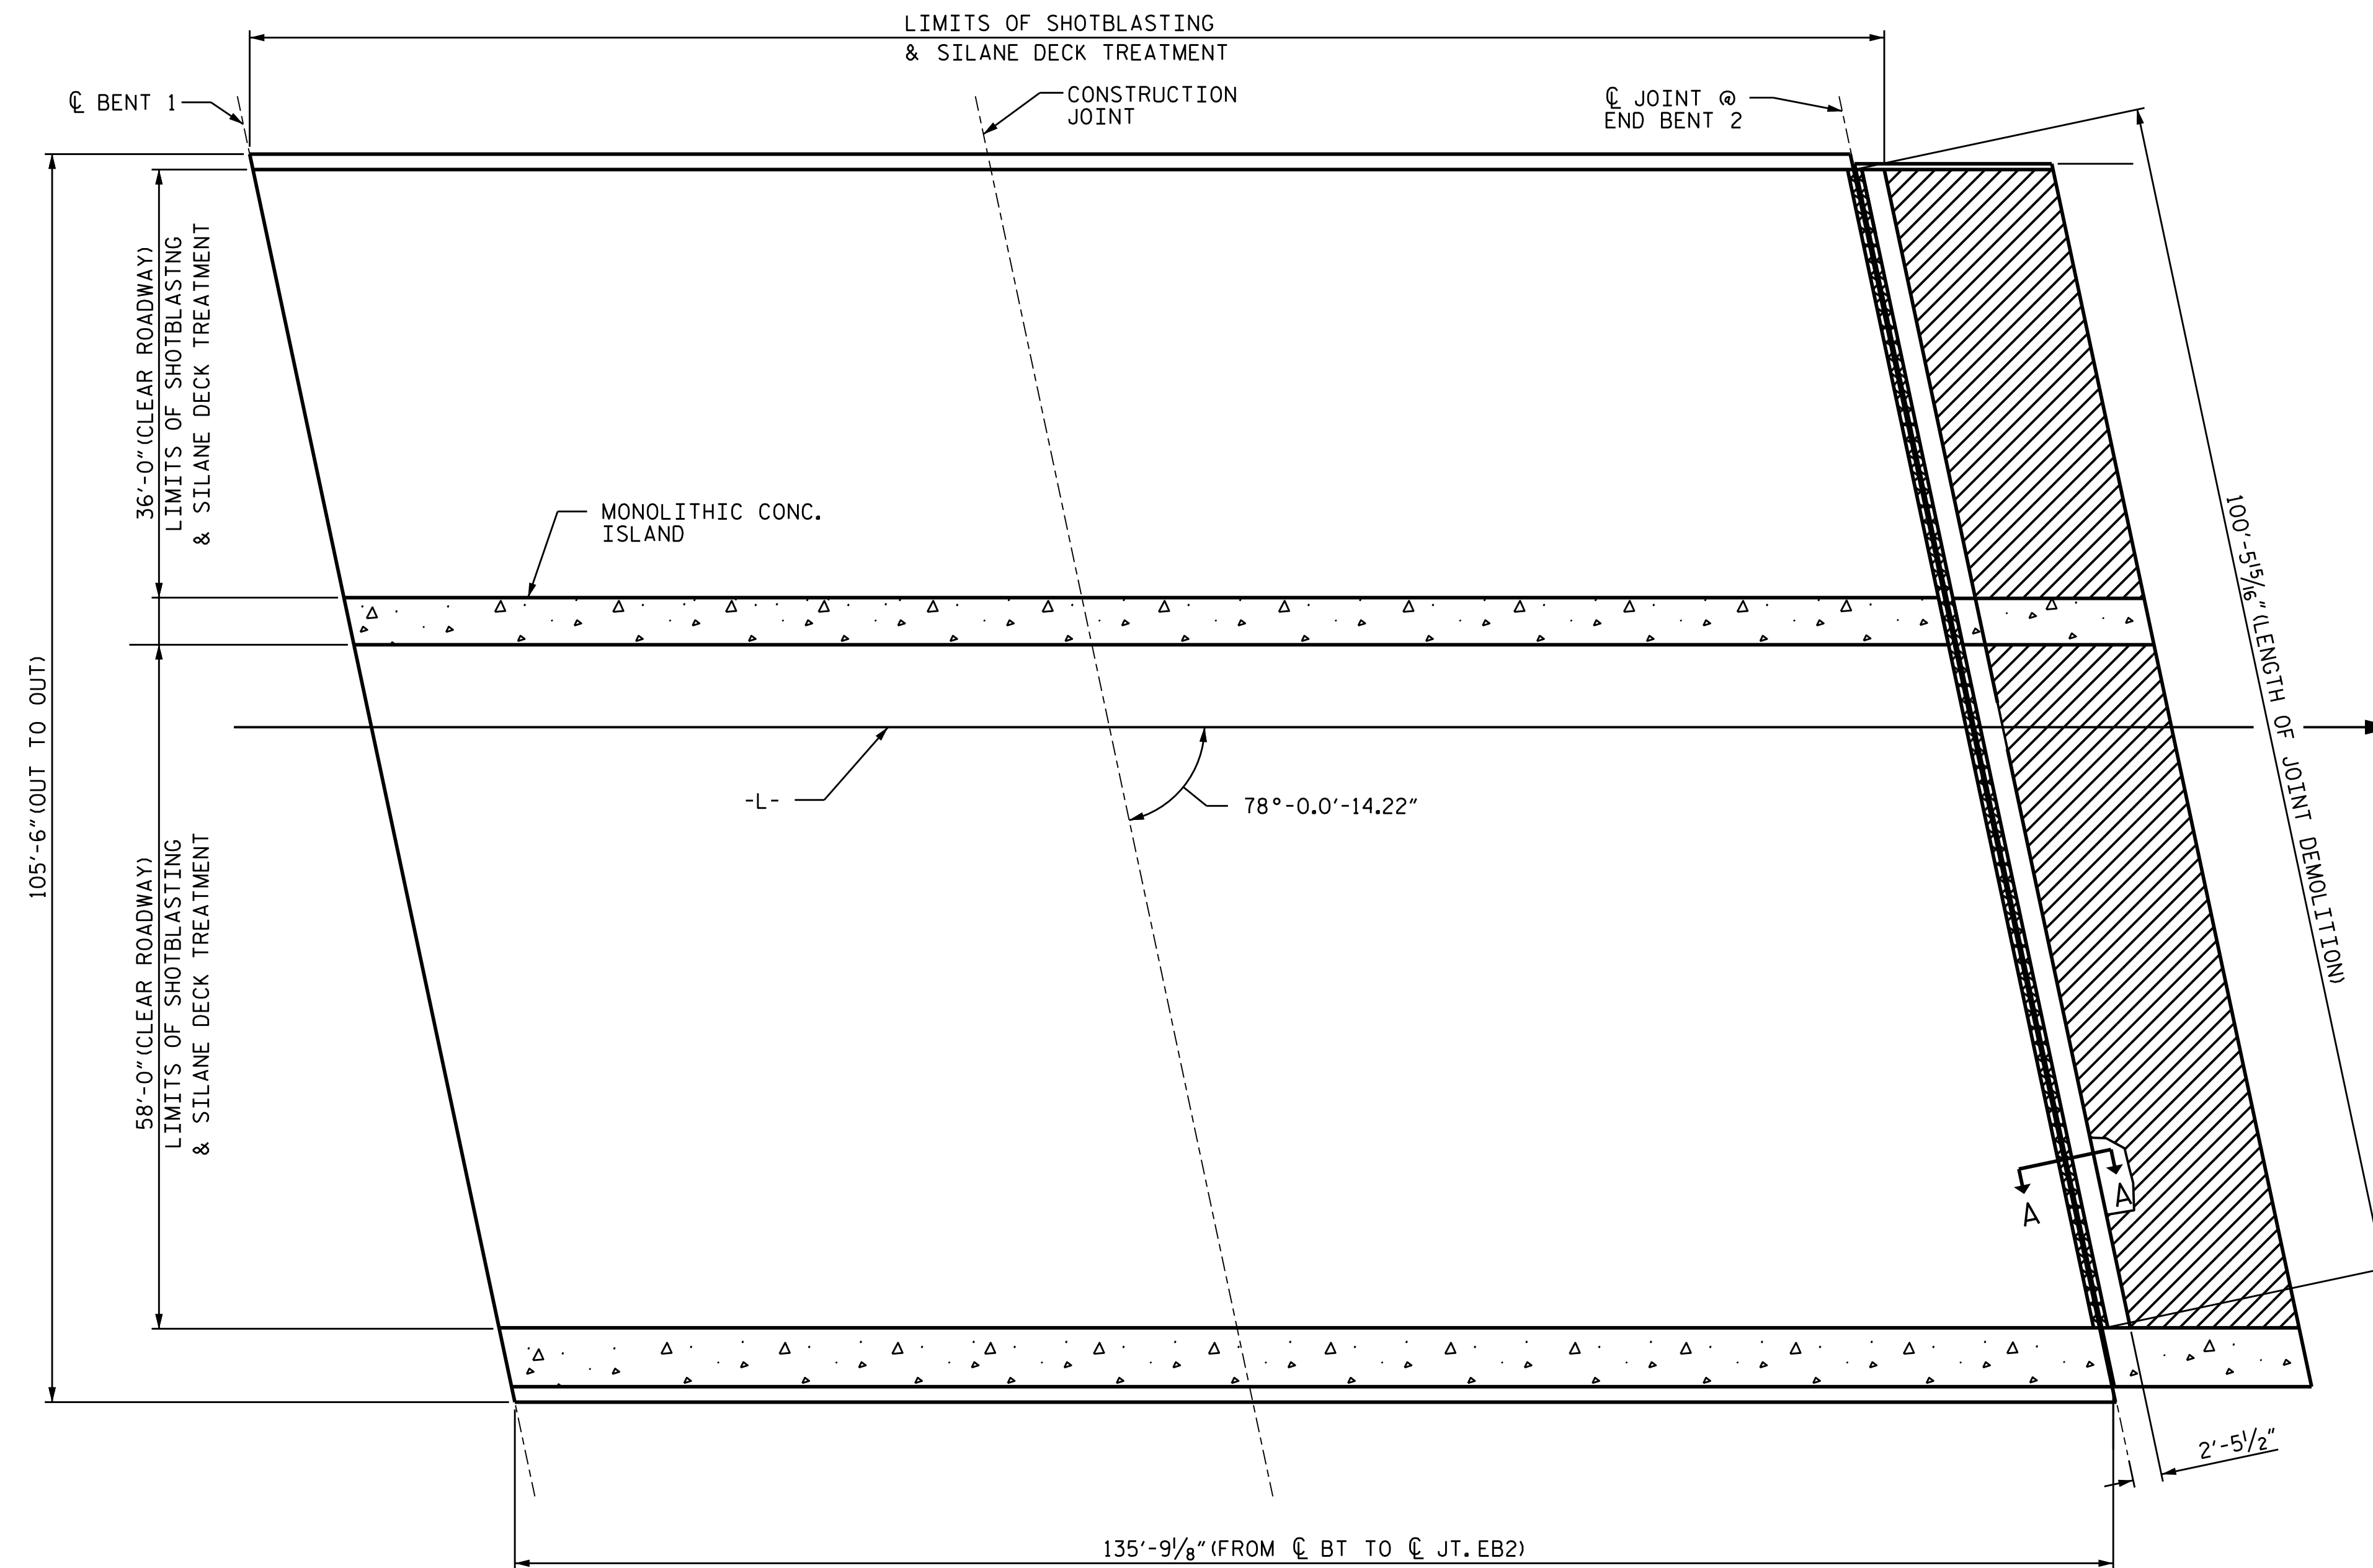 LIMITS OF SHOTBLASTING
& SILANE DECK TREATMENT
℄ BENT 1
CONSTRUCTION
JOINT
℄ JOINT @
END BENT 2
36'-0"(CLEAR ROADWAY)
LIMITS OF SHOTBLASTNG
& SILANE DECK TREATMENT
MONOLITHIC CONC.
ISLAND
100'-5 15/16"(LENGTH OF JOINT DEMOLITION)
105'-6"(OUT TO OUT)
-L-
78°-0.0'-14.22"
58'-0"(CLEAR ROADWAY)
LIMITS OF SHOTBLASTING
& SILANE DECK TREATMENT
A
A
2'-5 1/2"
135'-9 1/8"(FROM ℄ BT TO ℄ JT. EB2)